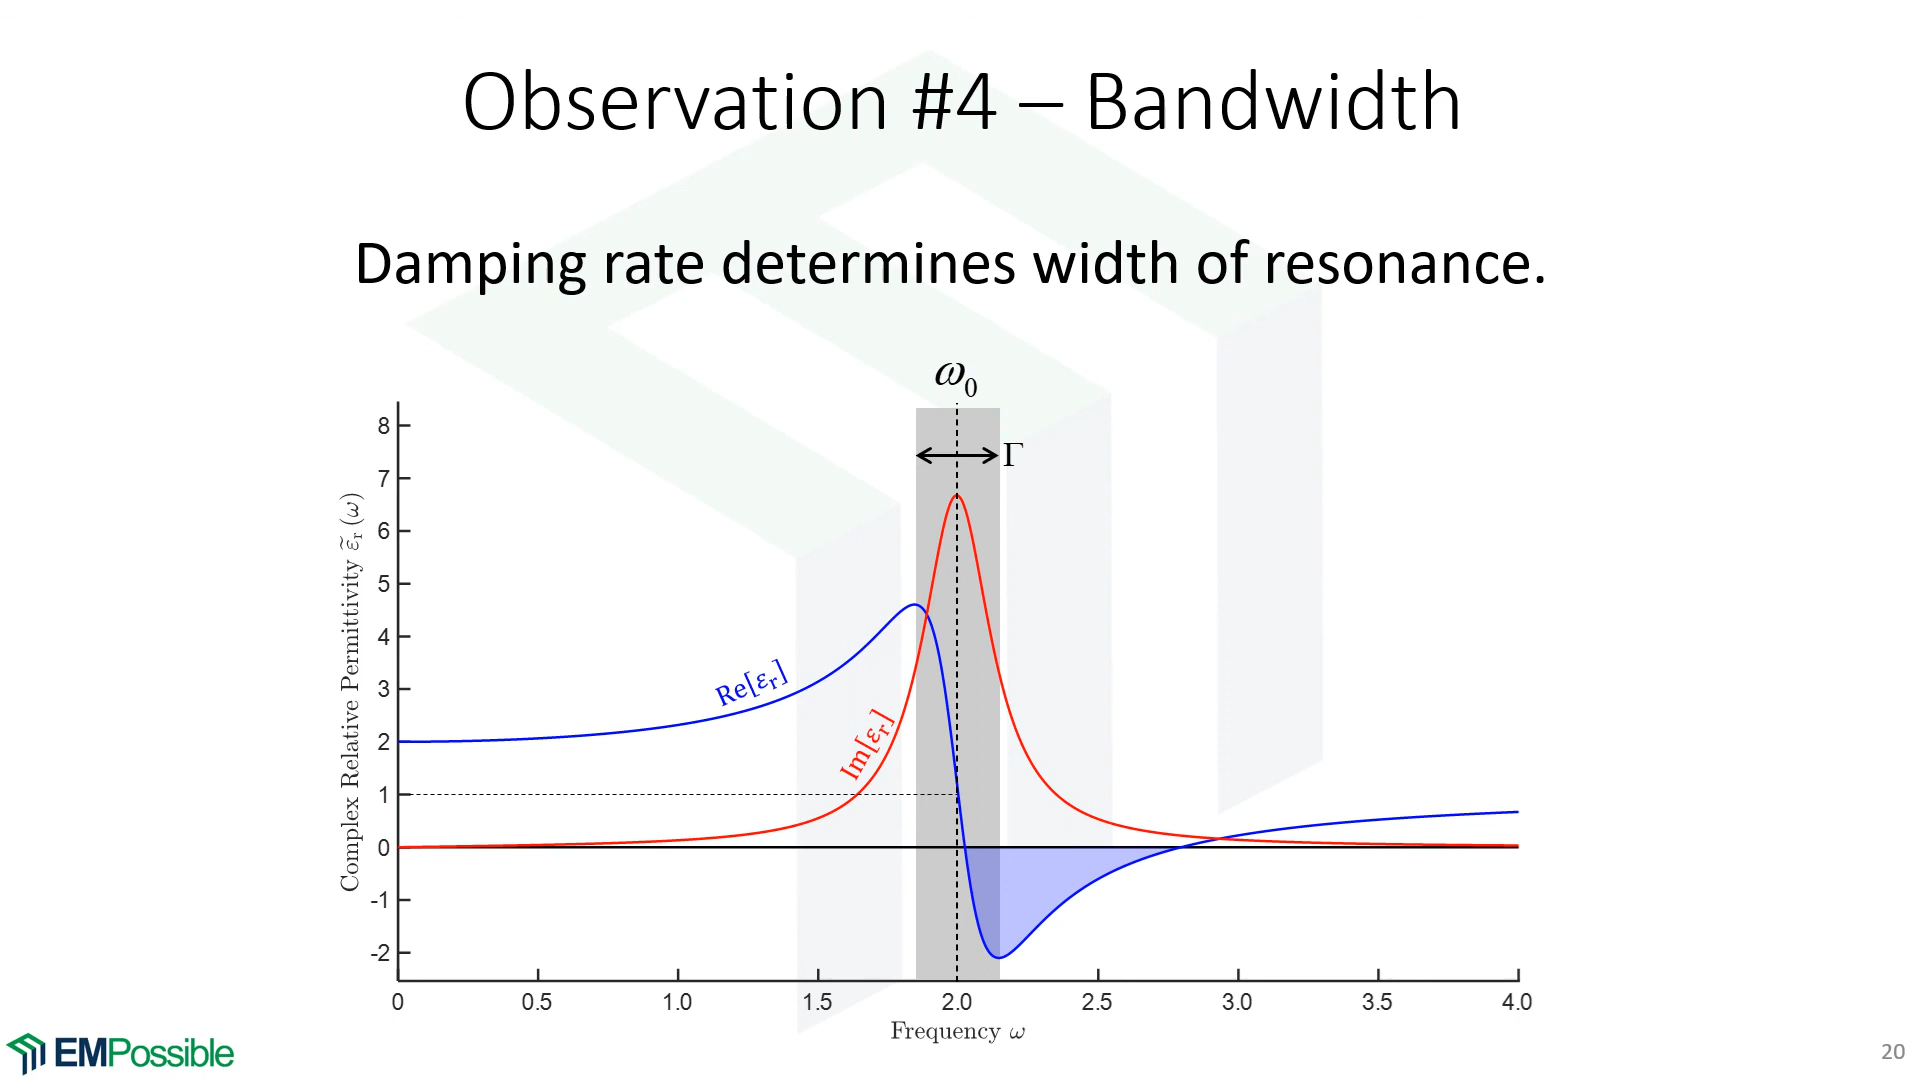 Observation #4 – Bandwidth
Damping rate determines width of resonance.
ω₀
Γ
8
7
6
5
4
3
2
1
0
-1
-2
Complex Relative Permittivity ε̃ᵣ(ω)
Re[εᵣ]
Im[εᵣ]
0 0.5 1.0 1.5 2.0 2.5 3.0 3.5 4.0
Frequency ω
EMPossible
20